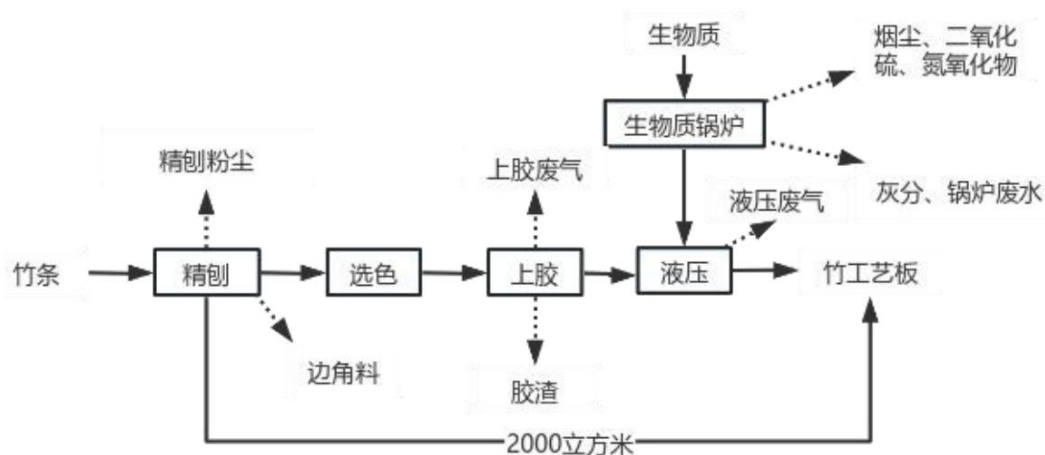 生物质
烟尘、二氧化
硫、氮氧化物
生物质锅炉
精刨粉尘
上胶废气
灰分、锅炉废水
液压废气
竹条
精刨
选色
上胶
液压
竹工艺板
边角料
胶渣
2000立方米